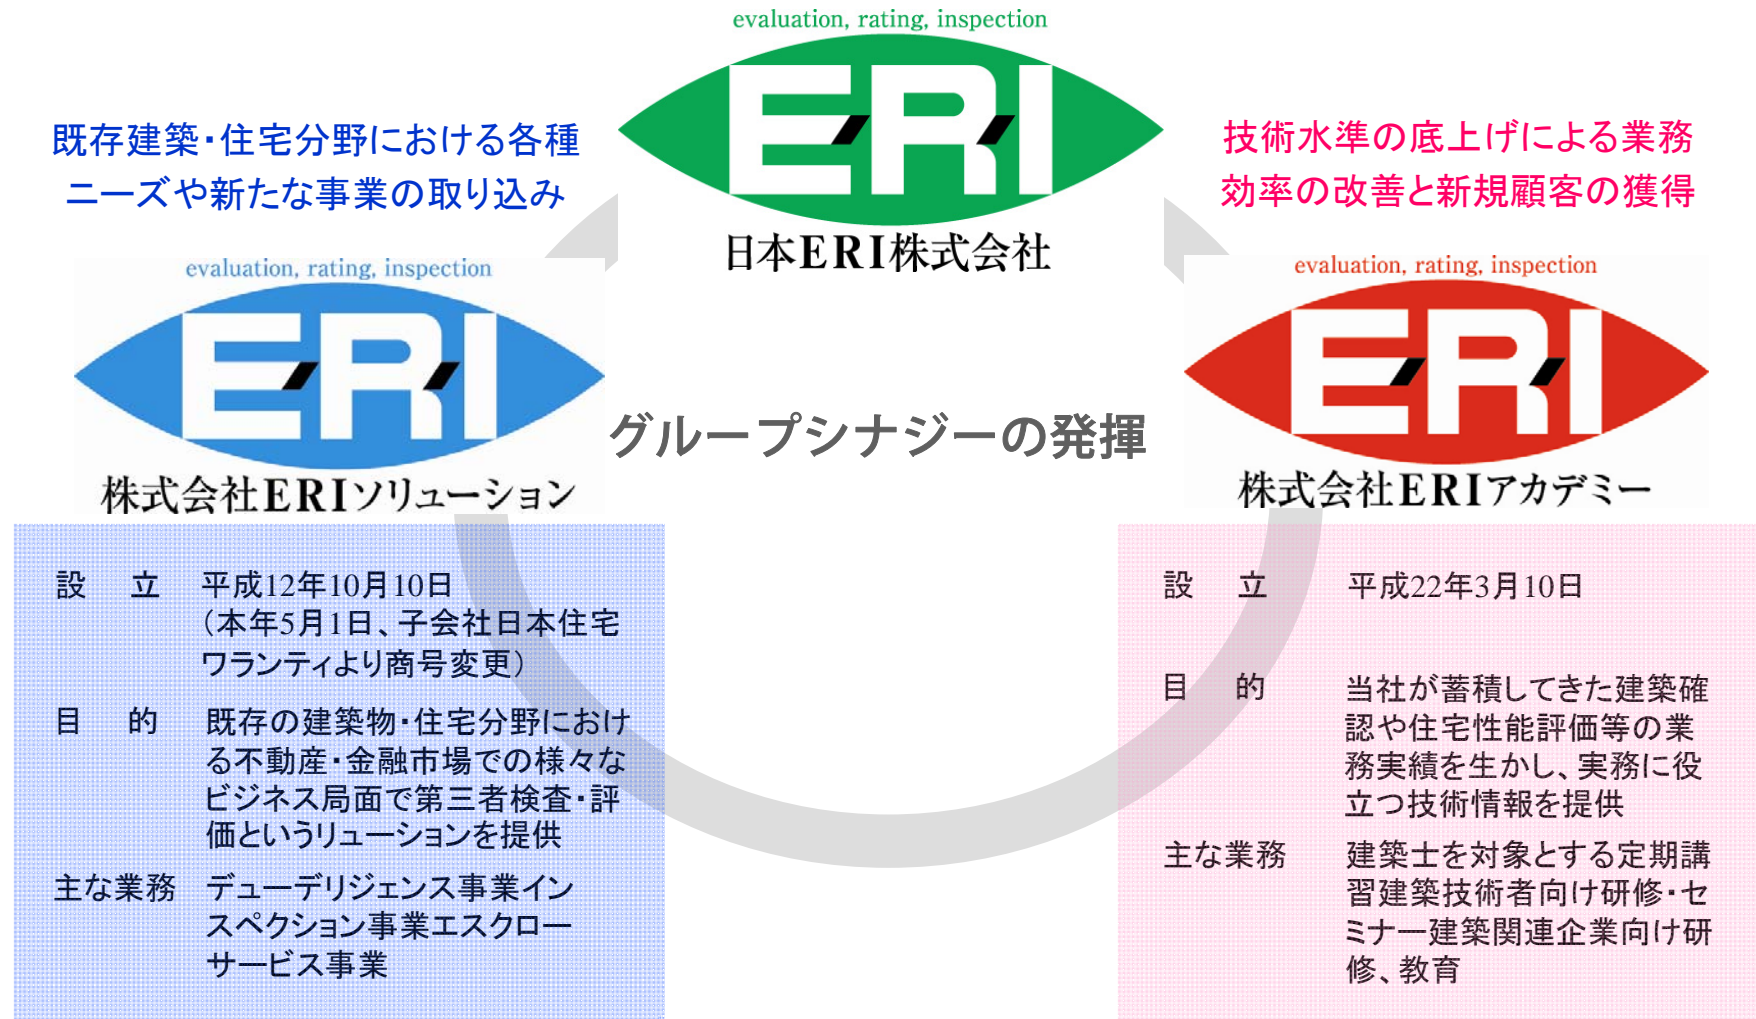 evaluation, rating, inspection
ERI
日本ERI株式会社
既存建築・住宅分野における各種
ニーズや新たな事業の取り込み
技術水準の底上げによる業務
効率の改善と新規顧客の獲得
evaluation, rating, inspection
ERI
株式会社ERIソリューション
グループシナジーの発揮
evaluation, rating, inspection
ERI
株式会社ERIアカデミー
設　立　平成12年10月10日
（本年5月1日、子会社日本住宅
ワランティより商号変更）
目　的　既存の建築物・住宅分野におけ
る不動産・金融市場での様々な
ビジネス局面で第三者検査・評
価というリューションを提供
主な業務　デューデリジェンス事業イン
スペクション事業エスクロー
サービス事業
設　立　平成22年3月10日
目　的　当社が蓄積してきた建築確
認や住宅性能評価等の業
務実績を生かし、実務に役
立つ技術情報を提供
主な業務　建築士を対象とする定期講
習建築技術者向け研修・セ
ミナー建築関連企業向け研
修、教育